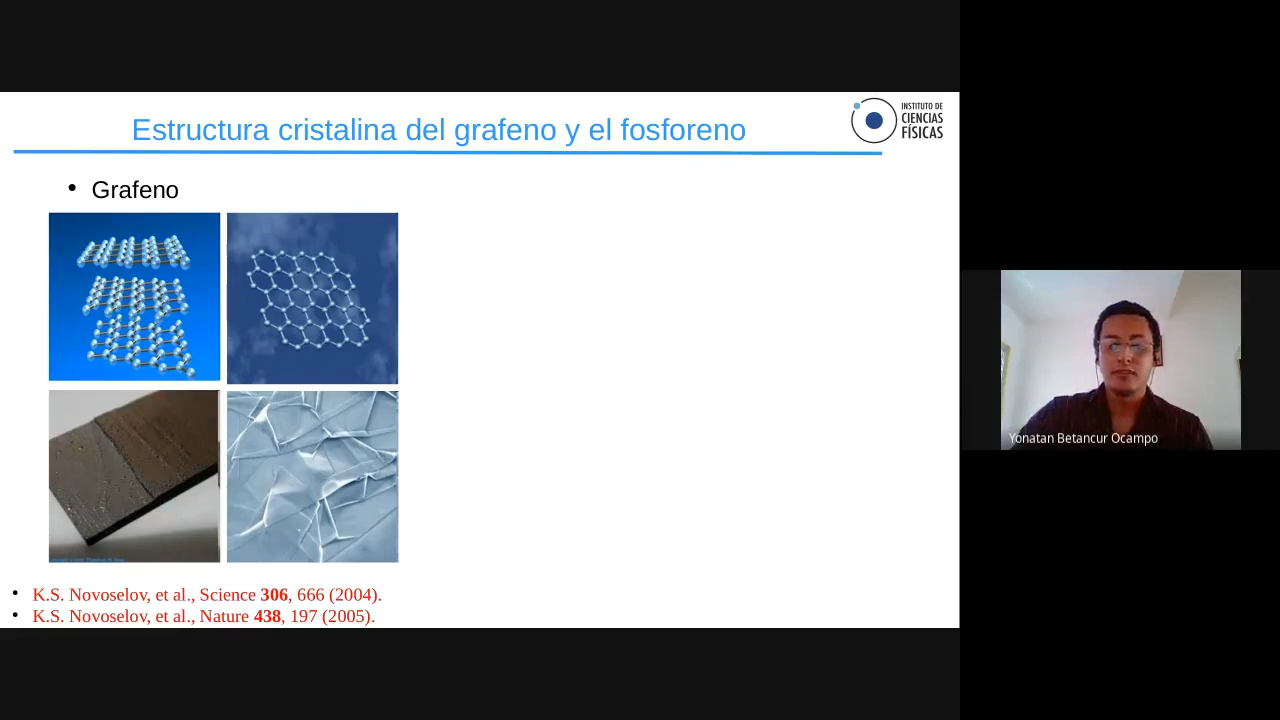 Estructura cristalina del grafeno y el fosforeno
INSTITUTO DE
CIENCIAS
FÍSICAS
• Grafeno
• K.S. Novoselov, et al., Science 306, 666 (2004).
• K.S. Novoselov, et al., Nature 438, 197 (2005).
Yonatan Betancur Ocampo